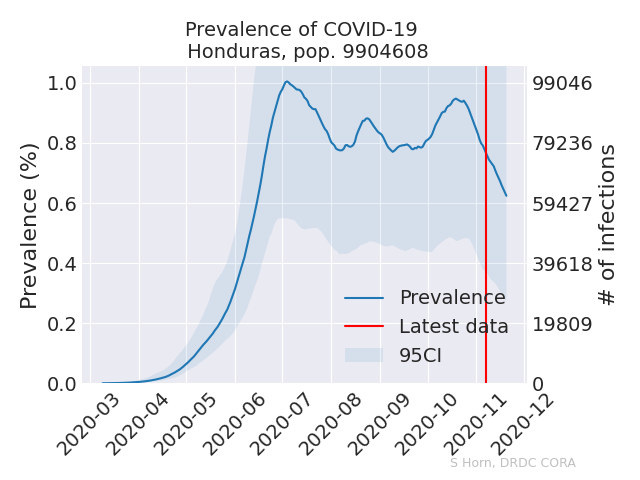 Prevalence of COVID-19
Honduras, pop. 9904608
Prevalence (%)
1.0
0.8
0.6
0.4
0.2
0.0
99046
79236
59427
39618
19809
0
# of infections
Prevalence
Latest data
95CI
2020-03
2020-04
2020-05
2020-06
2020-07
2020-08
2020-09
2020-10
2020-11
2020-12
S Horn, DRDC CORA